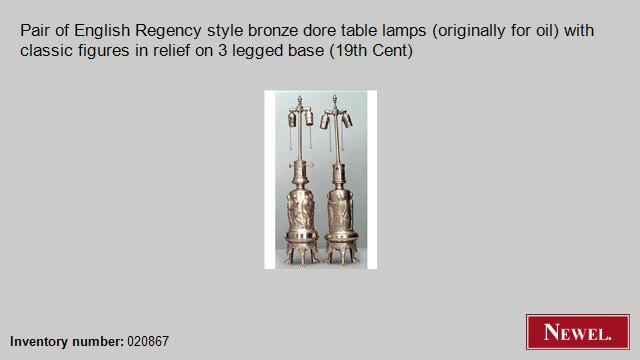 Pair of English Regency style bronze dore table lamps (originally for oil) with
classic figures in relief on 3 legged base (19th Cent)
Inventory number: 020867
NEWEL.